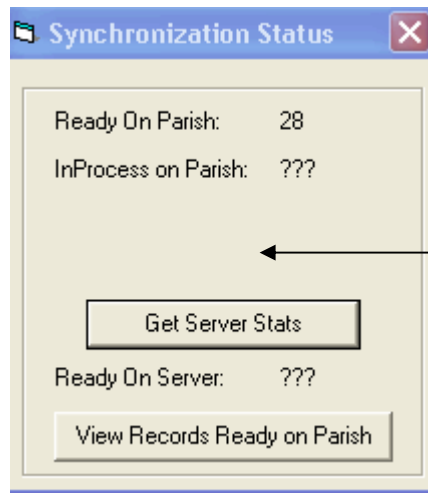 Synchronization Status
Ready On Parish: 28
InProcess on Parish: ???
Get Server Stats
Ready On Server: ???
View Records Ready on Parish